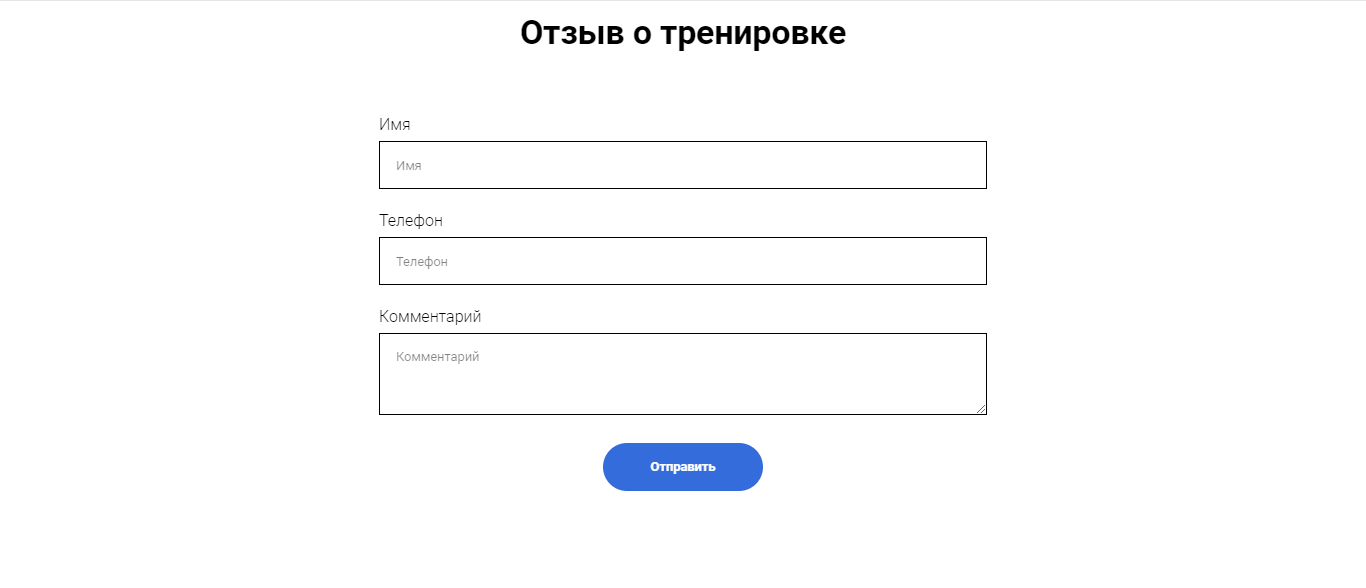 Отзыв о тренировке
Имя
Имя
Телефон
Телефон
Комментарий
Комментарий
Отправить